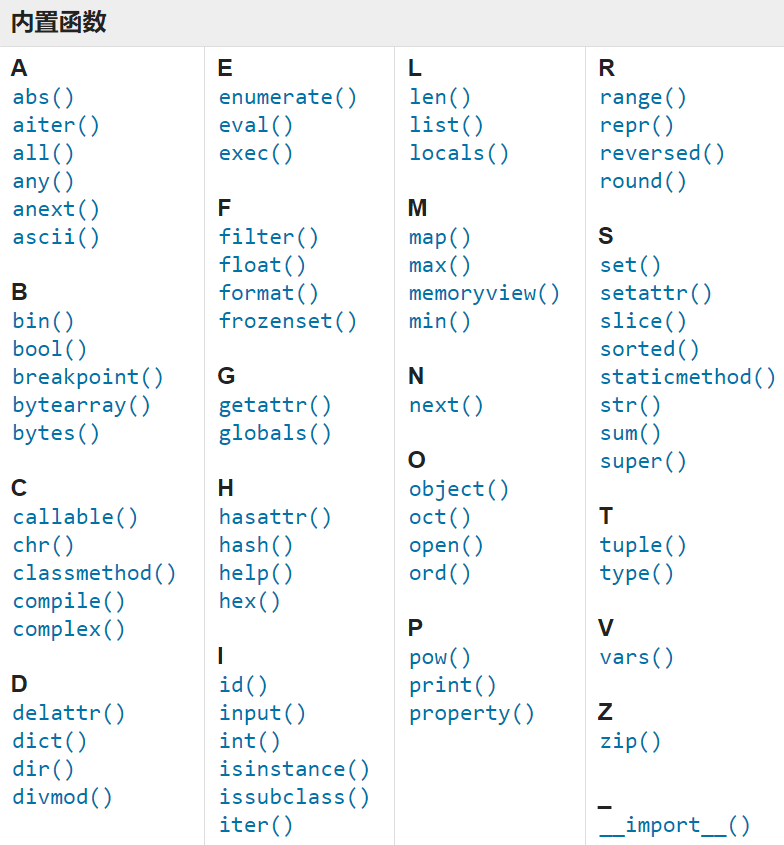 内置函数
A
abs()
aiter()
all()
any()
anext()
ascii()
B
bin()
bool()
breakpoint()
bytearray()
bytes()
C
callable()
chr()
classmethod()
compile()
complex()
D
delattr()
dict()
dir()
divmod()
E
enumerate()
eval()
exec()
F
filter()
float()
format()
frozenset()
G
getattr()
globals()
H
hasattr()
hash()
help()
hex()
I
id()
input()
int()
isinstance()
issubclass()
iter()
L
len()
list()
locals()
M
map()
max()
memoryview()
min()
N
next()
O
object()
oct()
open()
ord()
P
pow()
print()
property()
R
range()
repr()
reversed()
round()
S
set()
setattr()
slice()
sorted()
staticmethod()
str()
sum()
super()
T
tuple()
type()
V
vars()
Z
zip()
_
__import__()